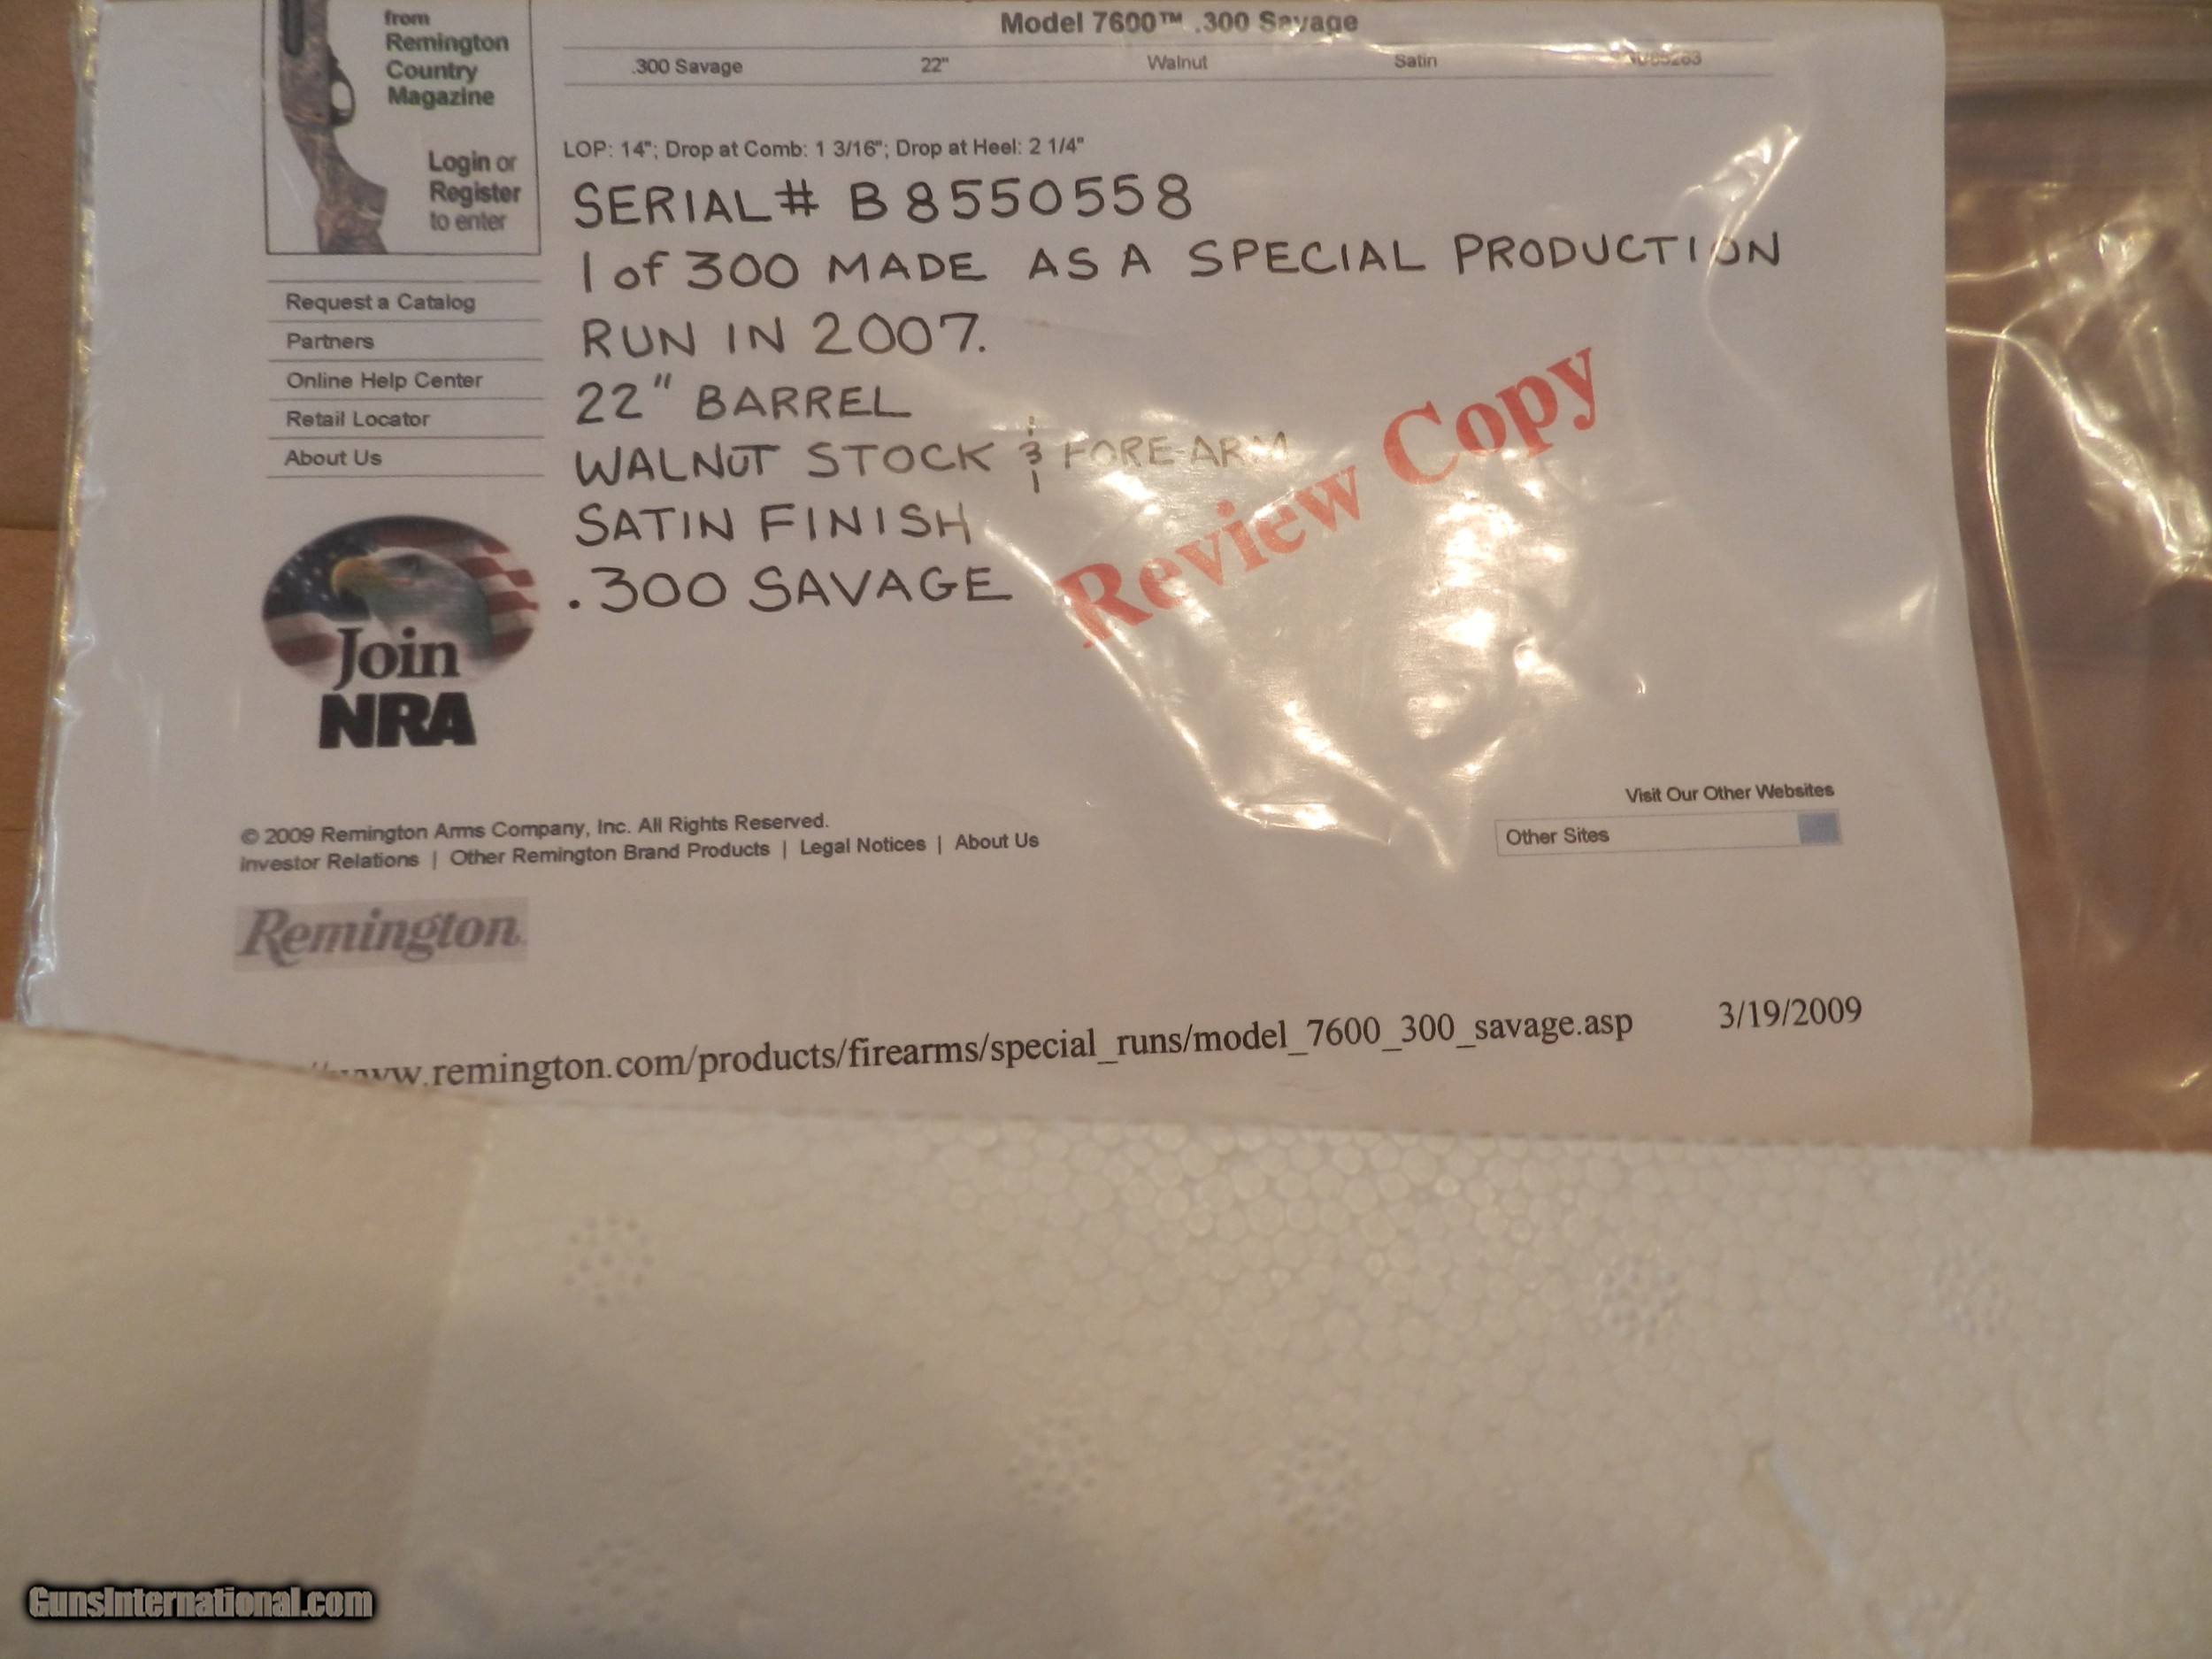 from
Remington
Country
Magazine
Login or
Register
to enter
Model 7600™ .300 Savage
.300 Savage 22" Walnut Satin
LOP: 14"; Drop at Comb: 1 3/16"; Drop at Heel: 2 1/4"
SERIAL# B8550558
1 of 300 MADE AS A SPECIAL PRODUCTION
RUN IN 2007.
22" BARREL
WALNUT STOCK & FORE-ARM
SATIN FINISH
.300 SAVAGE
Review Copy
Request a Catalog
Partners
Online Help Center
Retail Locator
About Us
Join
NRA
Visit Our Other Websites
Other Sites
© 2009 Remington Arms Company, Inc. All Rights Reserved.
Investor Relations | Other Remington Brand Products | Legal Notices | About Us
Remington
www.remington.com/products/firearms/special_runs/model_7600_300_savage.asp 3/19/2009
GunsInternational.com